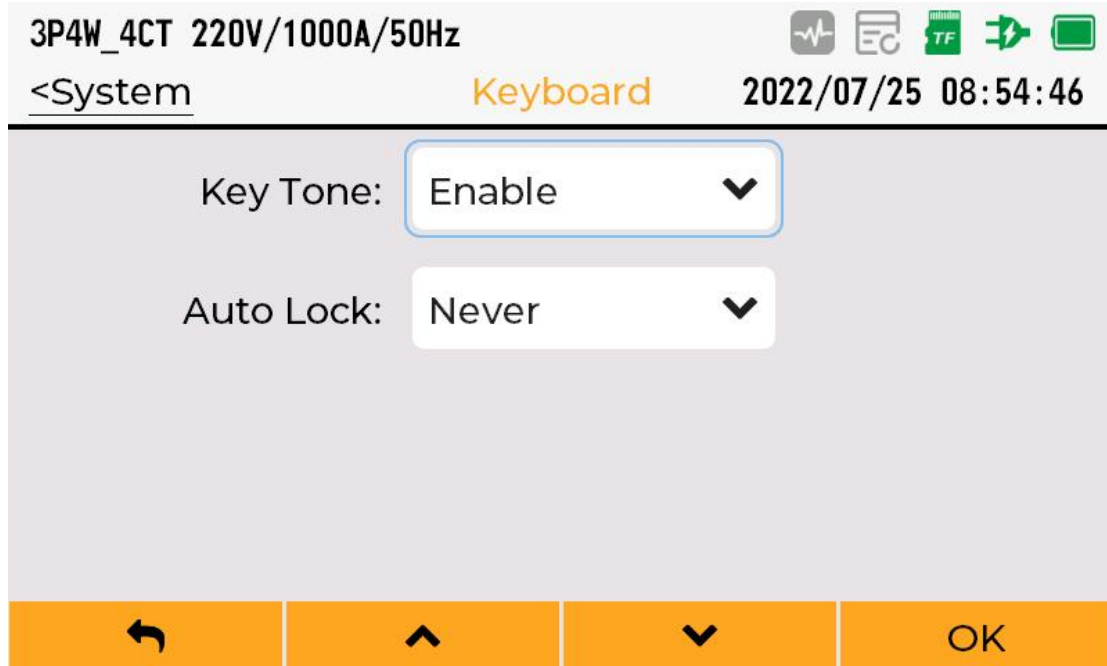 3P4W_4CT 220V/1000A/50Hz TF
<System Keyboard 2022/07/25 08:54:46
Key Tone: Enable
Auto Lock: Never
OK